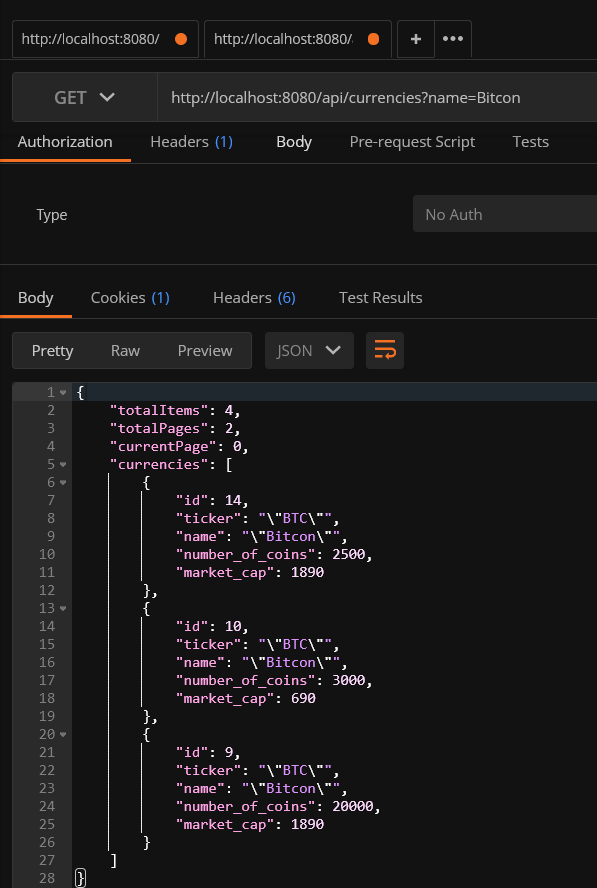 http://localhost:8080/ http://localhost:8080/ + •••
GET http://localhost:8080/api/currencies?name=Bitcon
Authorization Headers (1) Body Pre-request Script Tests
Type No Auth
Body Cookies (1) Headers (6) Test Results
Pretty Raw Preview JSON
1 {
2 "totalItems": 4,
3 "totalPages": 2,
4 "currentPage": 0,
5 "currencies": [
6 {
7 "id": 14,
8 "ticker": "\"BTC\"",
9 "name": "\"Bitcon\"",
10 "number_of_coins": 2500,
11 "market_cap": 1890
12 },
13 {
14 "id": 10,
15 "ticker": "\"BTC\"",
16 "name": "\"Bitcon\"",
17 "number_of_coins": 3000,
18 "market_cap": 690
19 },
20 {
21 "id": 9,
22 "ticker": "\"BTC\"",
23 "name": "\"Bitcon\"",
24 "number_of_coins": 20000,
25 "market_cap": 1890
26 }
27 ]
28 }